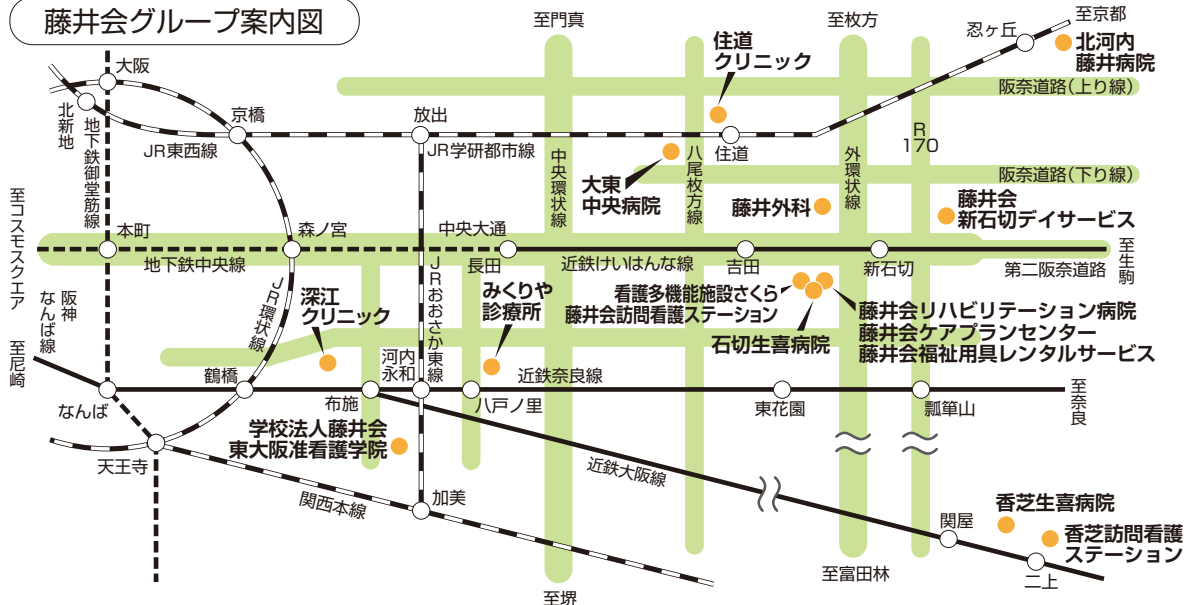 藤井会グループ案内図
至門真
至枚方
至京都
忍ヶ丘
北河内
藤井病院
住道
クリニック
大阪
阪奈道路(上り線)
北新地
地下鉄御堂筋線
京橋
放出
住道
R
170
JR東西線
JR学研都市線
中央環状線
八尾枚方線
外環状線
大東
中央病院
阪奈道路(下り線)
藤井外科
藤井会
新石切デイサービス
至コスモスクエア
本町
森ノ宮
中央大通
地下鉄中央線
長田
近鉄けいはんな線
吉田
新石切
第二阪奈道路
至生駒
阪神なんば線
至尼崎
JR環状線
深江
クリニック
JRおおさか東線
みくりや
診療所
看護多機能施設さくら
藤井会訪問看護ステーション
石切生喜病院
藤井会リハビリテーション病院
藤井会ケアプランセンター
藤井会福祉用具レンタルサービス
なんば
鶴橋
布施
河内
永和
八戸ノ里
近鉄奈良線
東花園
瓢箪山
至奈良
天王寺
学校法人藤井会
東大阪准看護学院
近鉄大阪線
関西本線
加美
関屋
香芝生喜病院
香芝訪問看護
ステーション
二上
至富田林
至堺